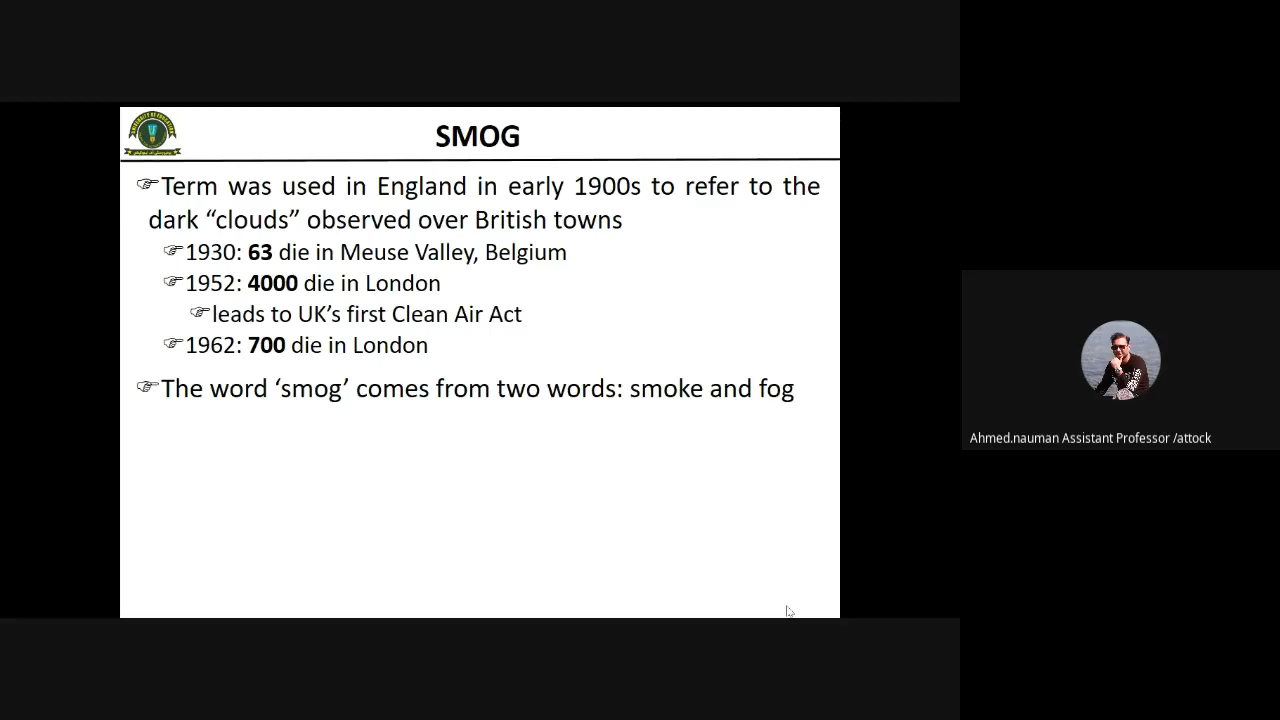 UNIVERSITY OF EDUCATION
SMOG
Term was used in England in early 1900s to refer to the
dark “clouds” observed over British towns
1930: 63 die in Meuse Valley, Belgium
1952: 4000 die in London
leads to UK’s first Clean Air Act
1962: 700 die in London
The word ‘smog’ comes from two words: smoke and fog
Ahmed.nauman Assistant Professor /attock